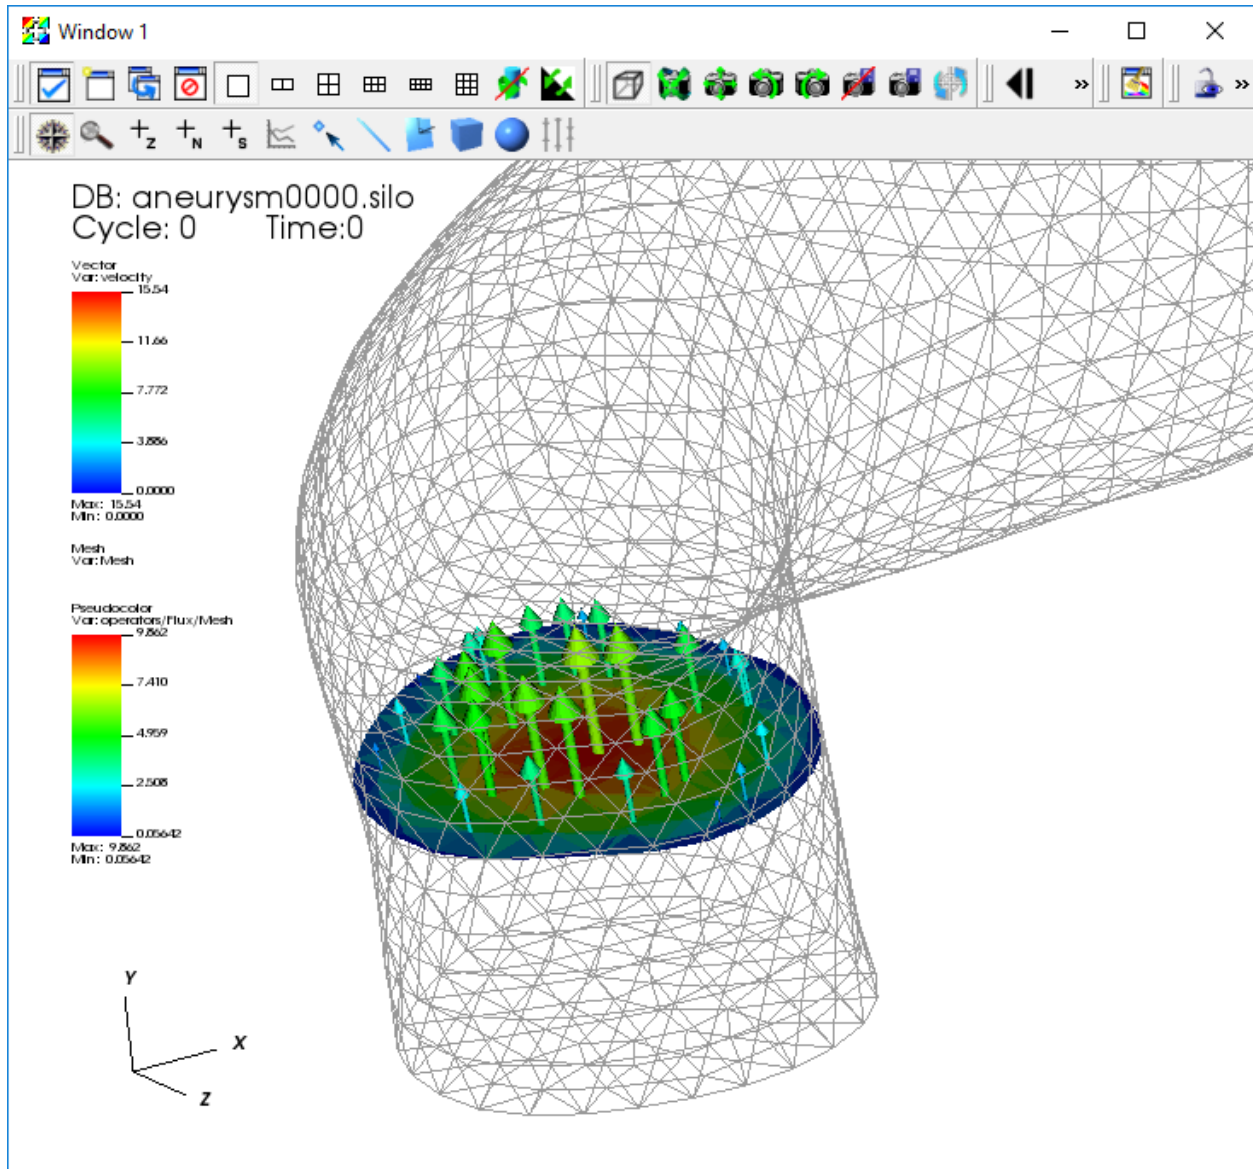 Window 1
Z
N
S
DB: aneurysm0000.silo
Cycle: 0 Time:0
Vector
Var: velocity
15.54
11.66
7.772
3.886
0.0000
Max: 15.54
Min: 0.0000
Mesh
Var: Mesh
Pseudocolor
Var: operators/Flux/Mesh
9.862
7.410
4.959
2.508
0.05642
Max: 9.862
Min: 0.05642
Y
X
Z